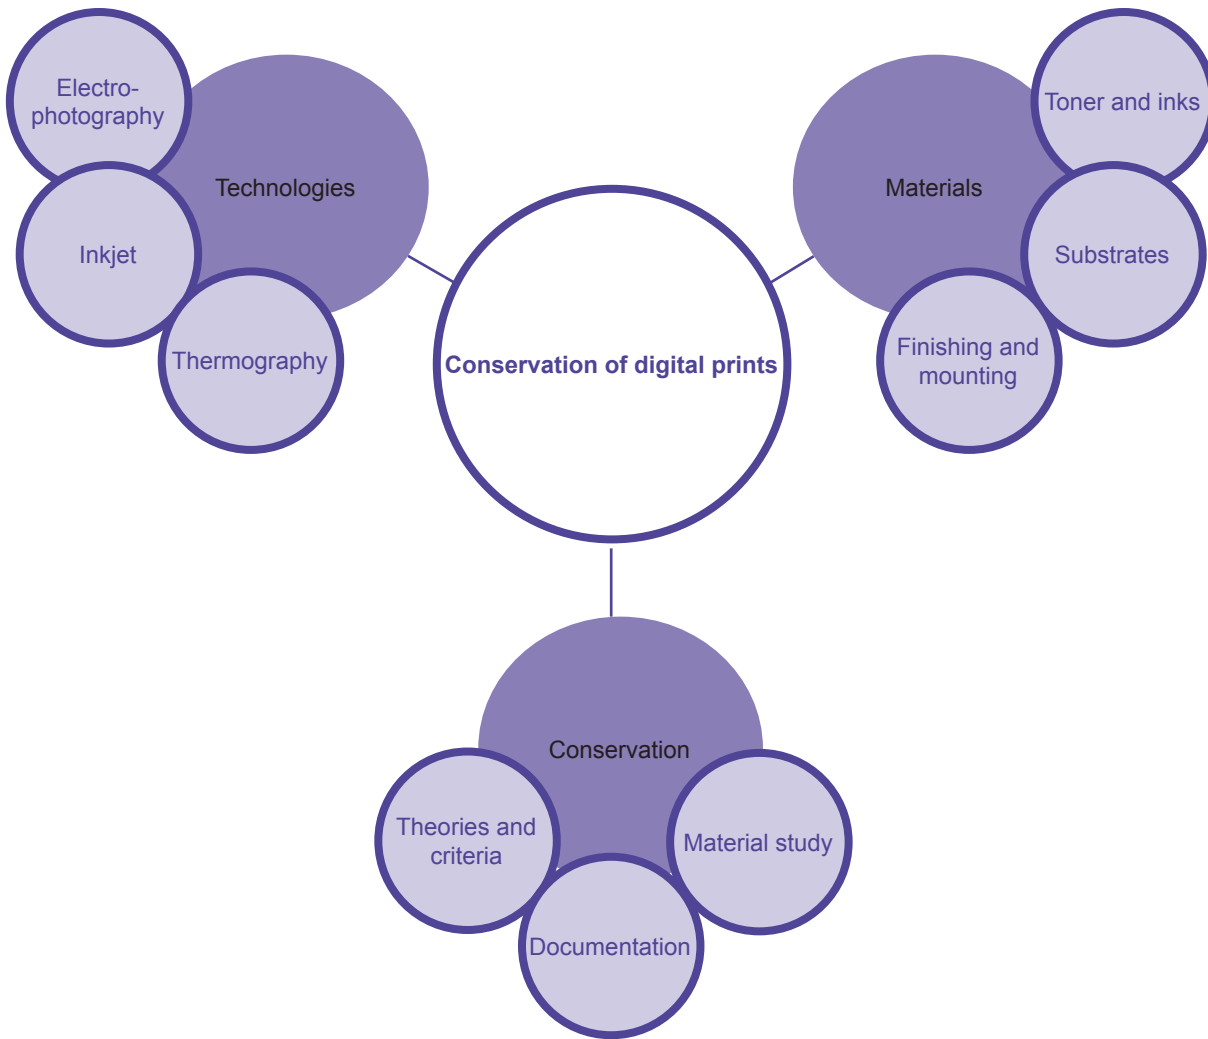 Electro-
photography
Technologies
Inkjet
Thermography
Conservation of digital prints
Toner and inks
Materials
Substrates
Finishing and
mounting
Conservation
Theories and
criteria
Material study
Documentation